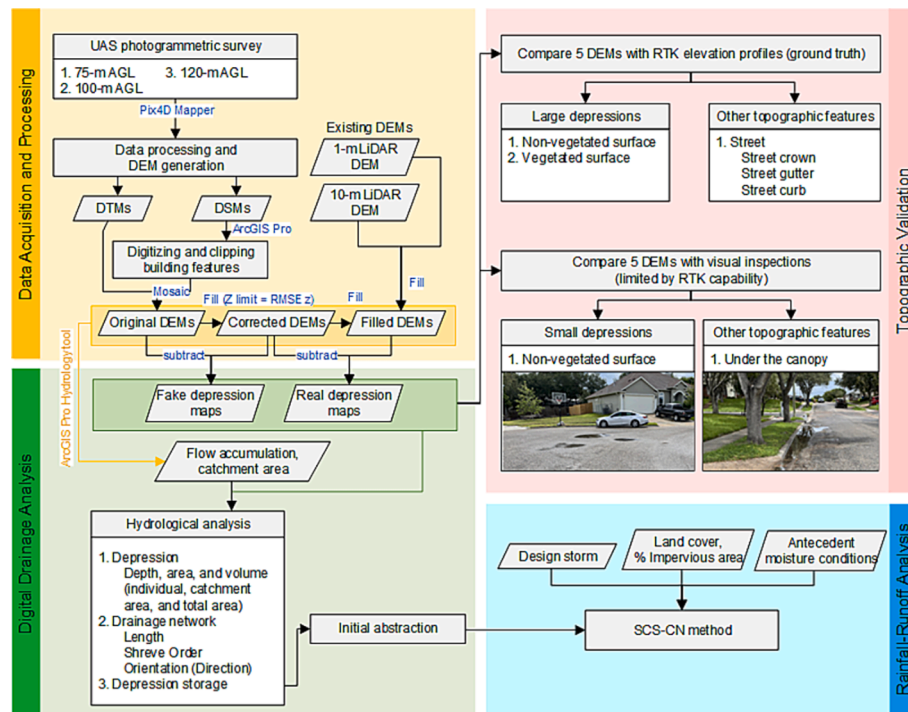 Data Acquisition and Processing
UAS photogrammetric survey
1. 75-m AGL 3. 120-m AGL
2. 100-m AGL
Pix4D Mapper
Data processing and
DEM generation
DTMs
DSMs
ArcGIS Pro
Digitizing and clipping
building features
Mosaic
Existing DEMs
1-m LiDAR
DEM
10-m LiDAR
DEM
Fill
Fill (Z limit = RMSE z)
Fill
Original DEMs
Corrected DEMs
Filled DEMs
subtract
subtract
Digital Drainage Analysis
ArcGIS Pro Hydrology tool
Fake depression
maps
Real depression
maps
Flow accumulation,
catchment area
Hydrological analysis
1. Depression
Depth, area, and volume
(individual, catchment
area, and total area)
2. Drainage network
Length
Shreve Order
Orientation (Direction)
3. Depression storage
Initial abstraction
Topographic Validation
Compare 5 DEMs with RTK elevation profiles (ground truth)
Large depressions
1. Non-vegetated surface
2. Vegetated surface
Other topographic features
1. Street
Street crown
Street gutter
Street curb
Compare 5 DEMs with visual inspections
(limited by RTK capability)
Small depressions
1. Non-vegetated surface
Other topographic features
1. Under the canopy
Rainfall-Runoff Analysis
Design storm
Land cover,
% Impervious area
Antecedent
moisture conditions
SCS-CN method